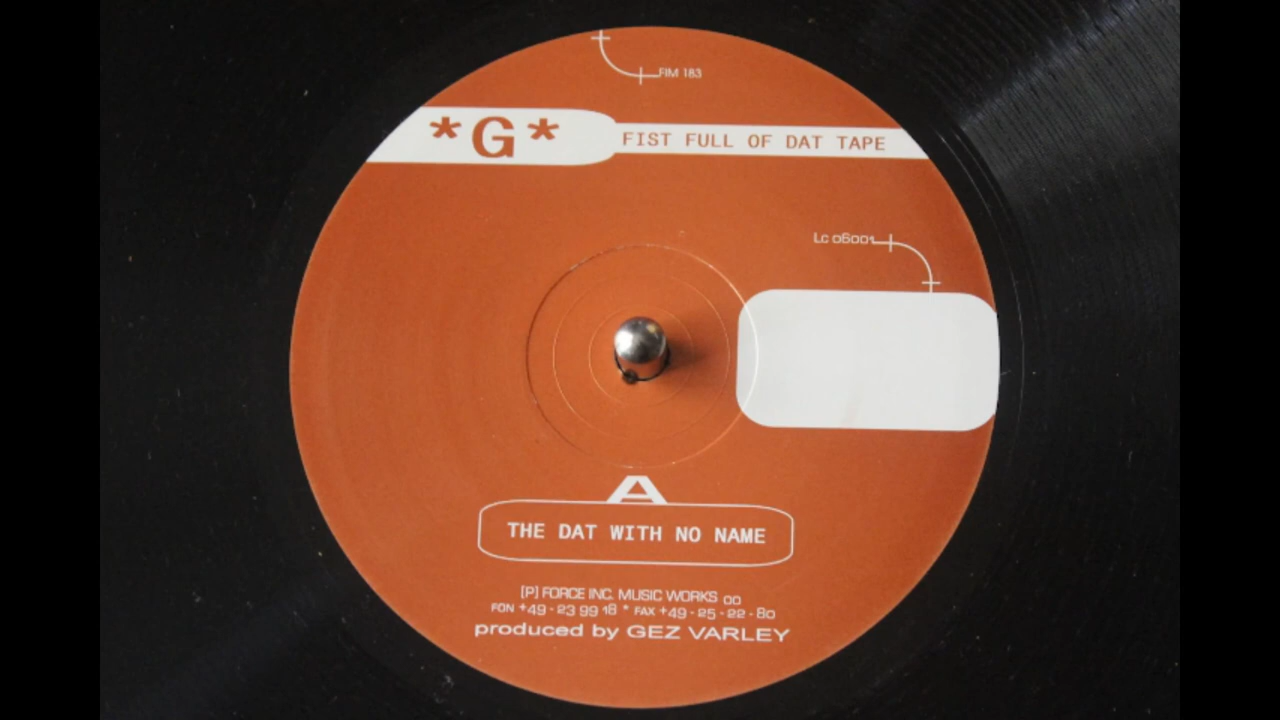 FIM 183
*G* FIST FULL OF DAT TAPE
LC 06001
A
THE DAT WITH NO NAME
[P] FORCE INC. MUSIC WORKS 00
FON +49 - 23 99 18 * FAX +49 - 25 - 22 - 80
produced by GEZ VARLEY